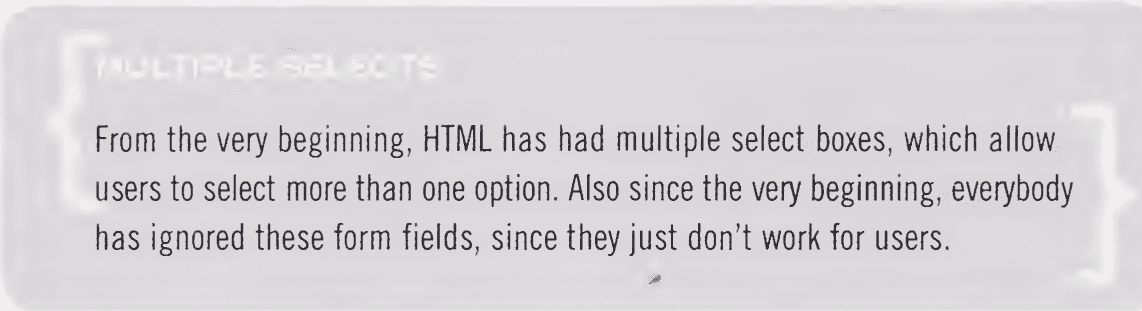 MULTIPLE SELECTS
From the very beginning, HTML has had multiple select boxes, which allow
users to select more than one option. Also since the very beginning, everybody
has ignored these form fields, since they just don't work for users.